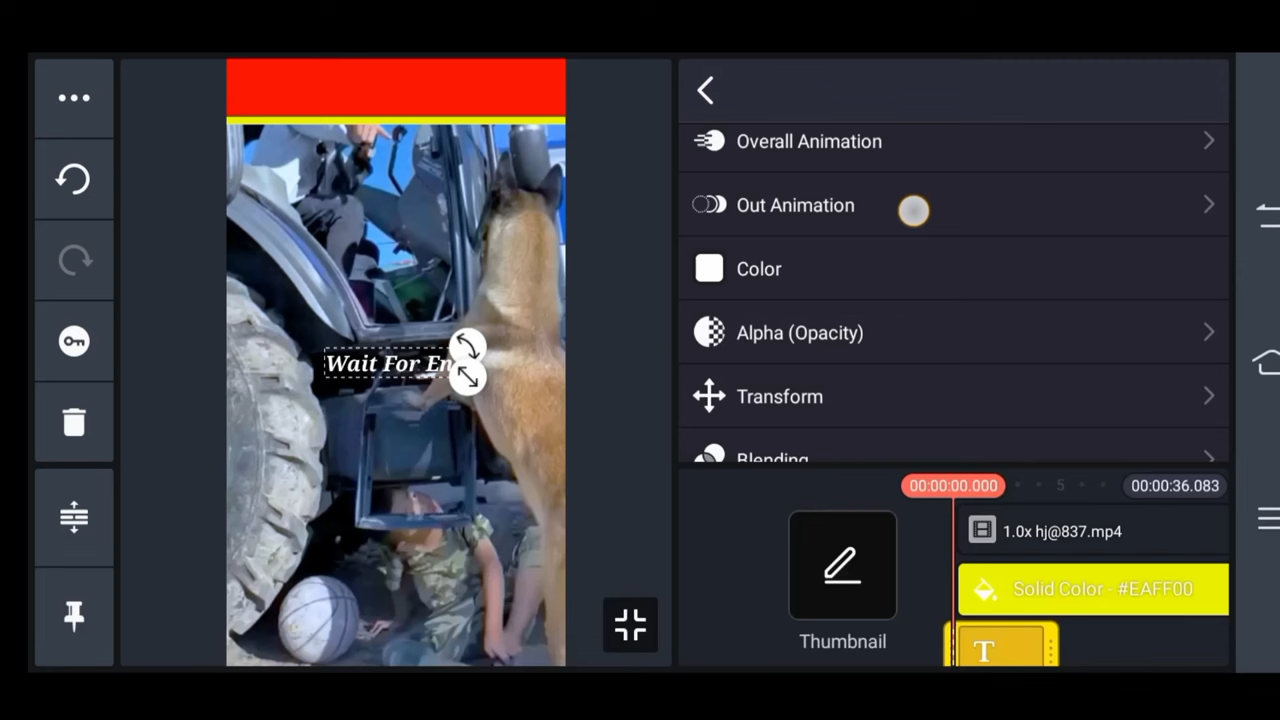 Overall Animation
Out Animation
Color
Alpha (Opacity)
Wait For En
Transform
Blending
00:00:00.000
5
00:00:36.083
1.0x hj@837.mp4
Solid Color - #EAFF00
Thumbnail
T